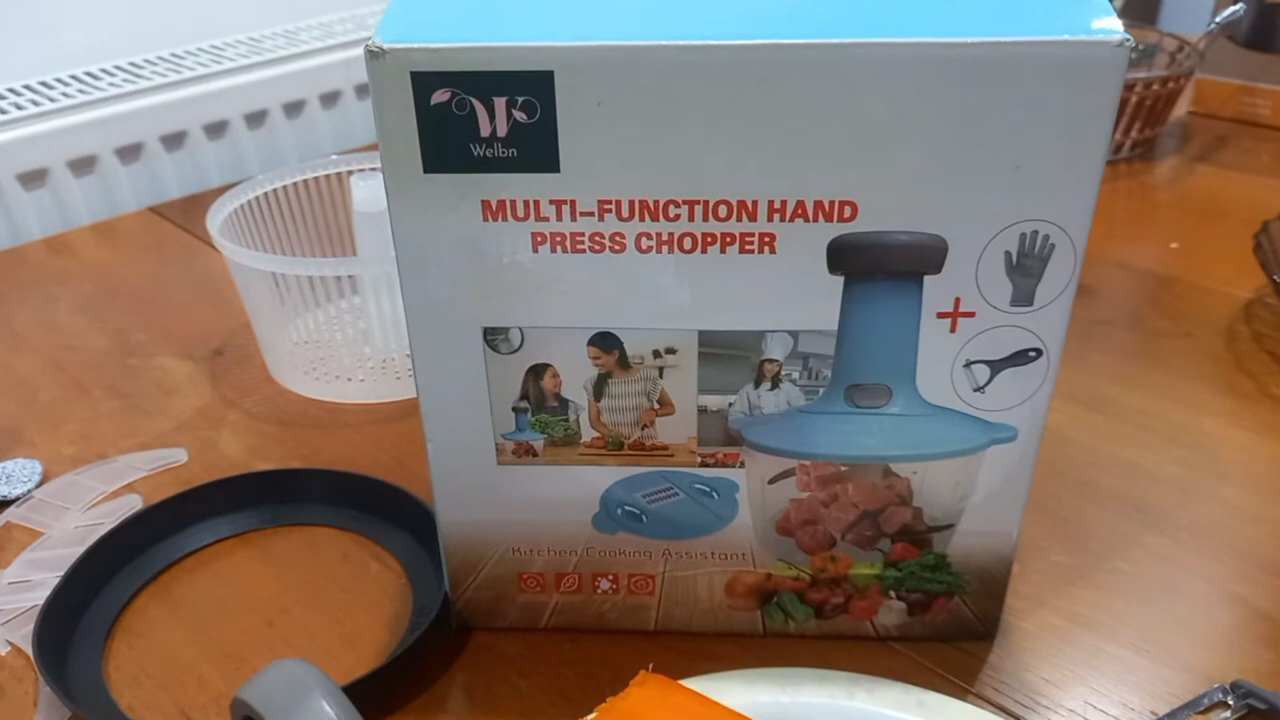 W
Welbn
MULTI-FUNCTION HAND
PRESS CHOPPER
Kitchen Cooking Assistant